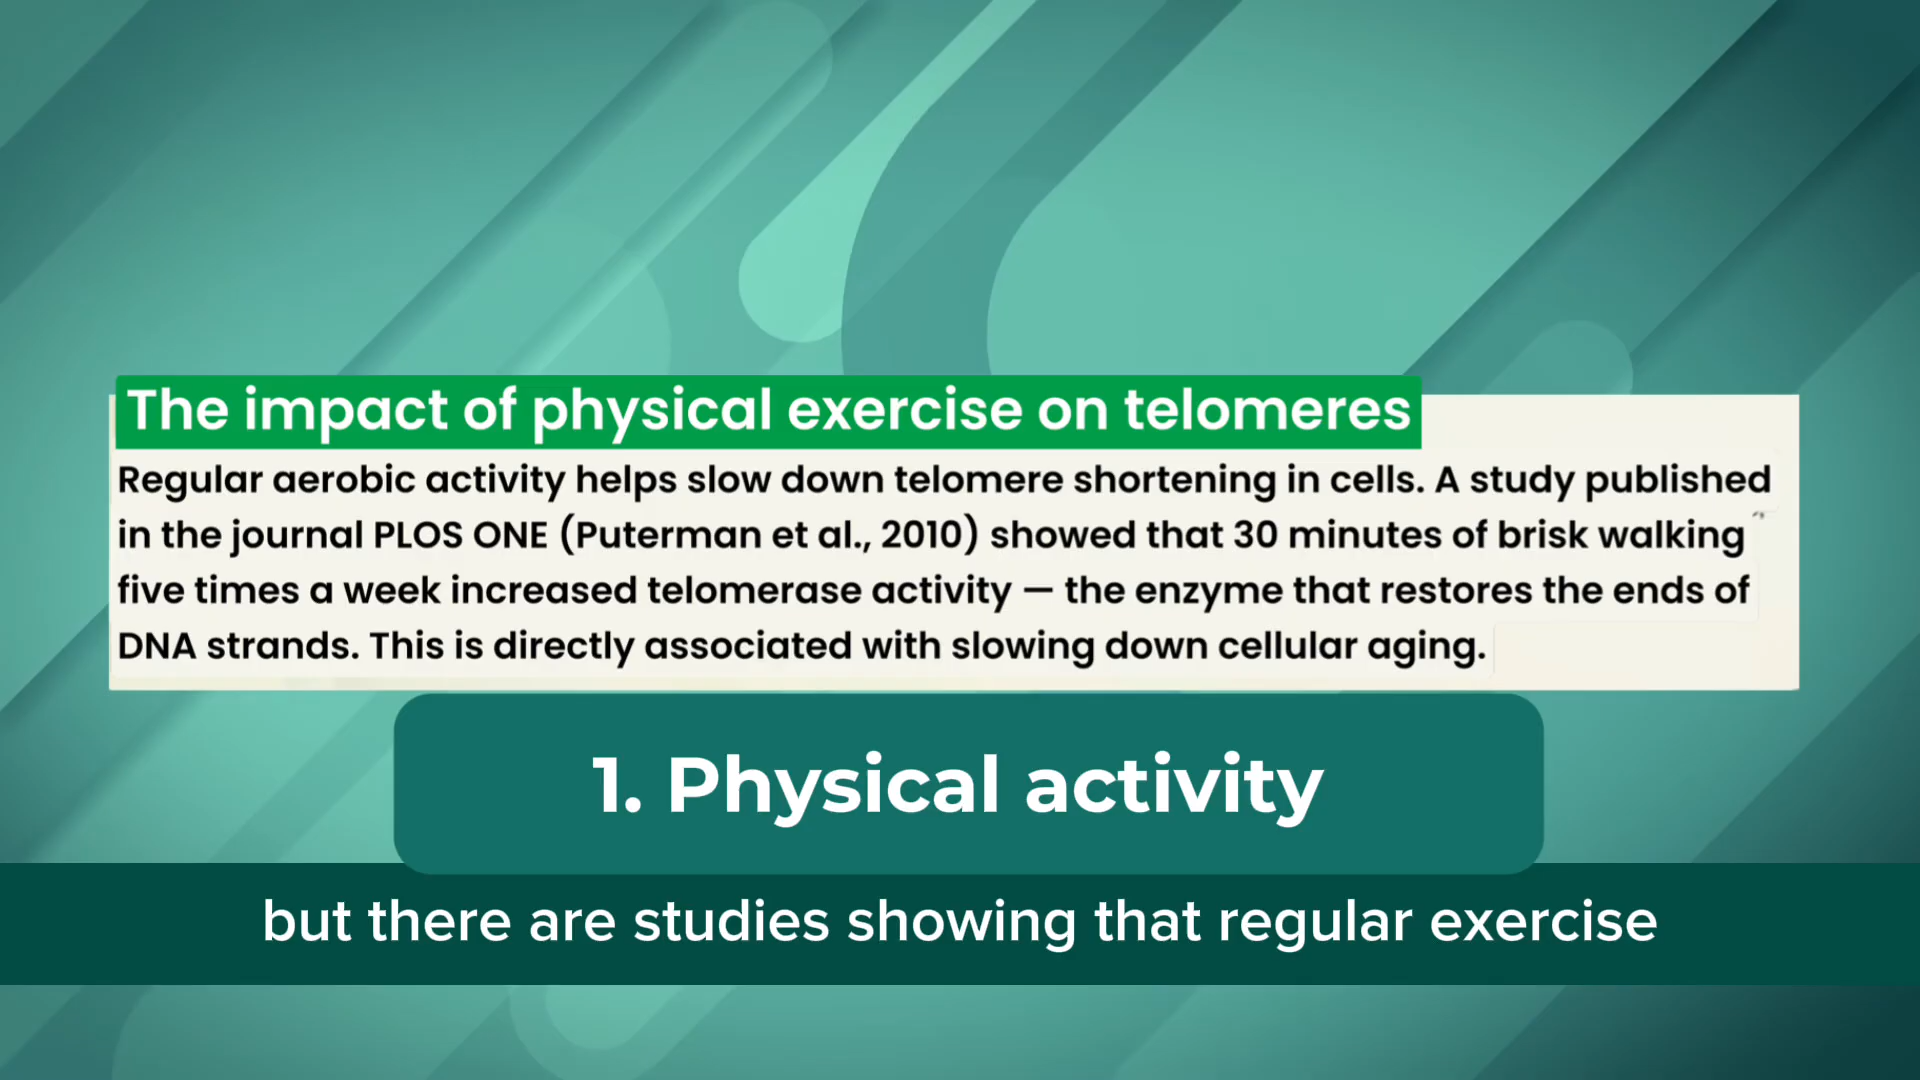 The impact of physical exercise on telomeres
Regular aerobic activity helps slow down telomere shortening in cells. A study published
in the journal PLOS ONE (Puterman et al., 2010) showed that 30 minutes of brisk walking
five times a week increased telomerase activity — the enzyme that restores the ends of
DNA strands. This is directly associated with slowing down cellular aging.
1. Physical activity
but there are studies showing that regular exercise